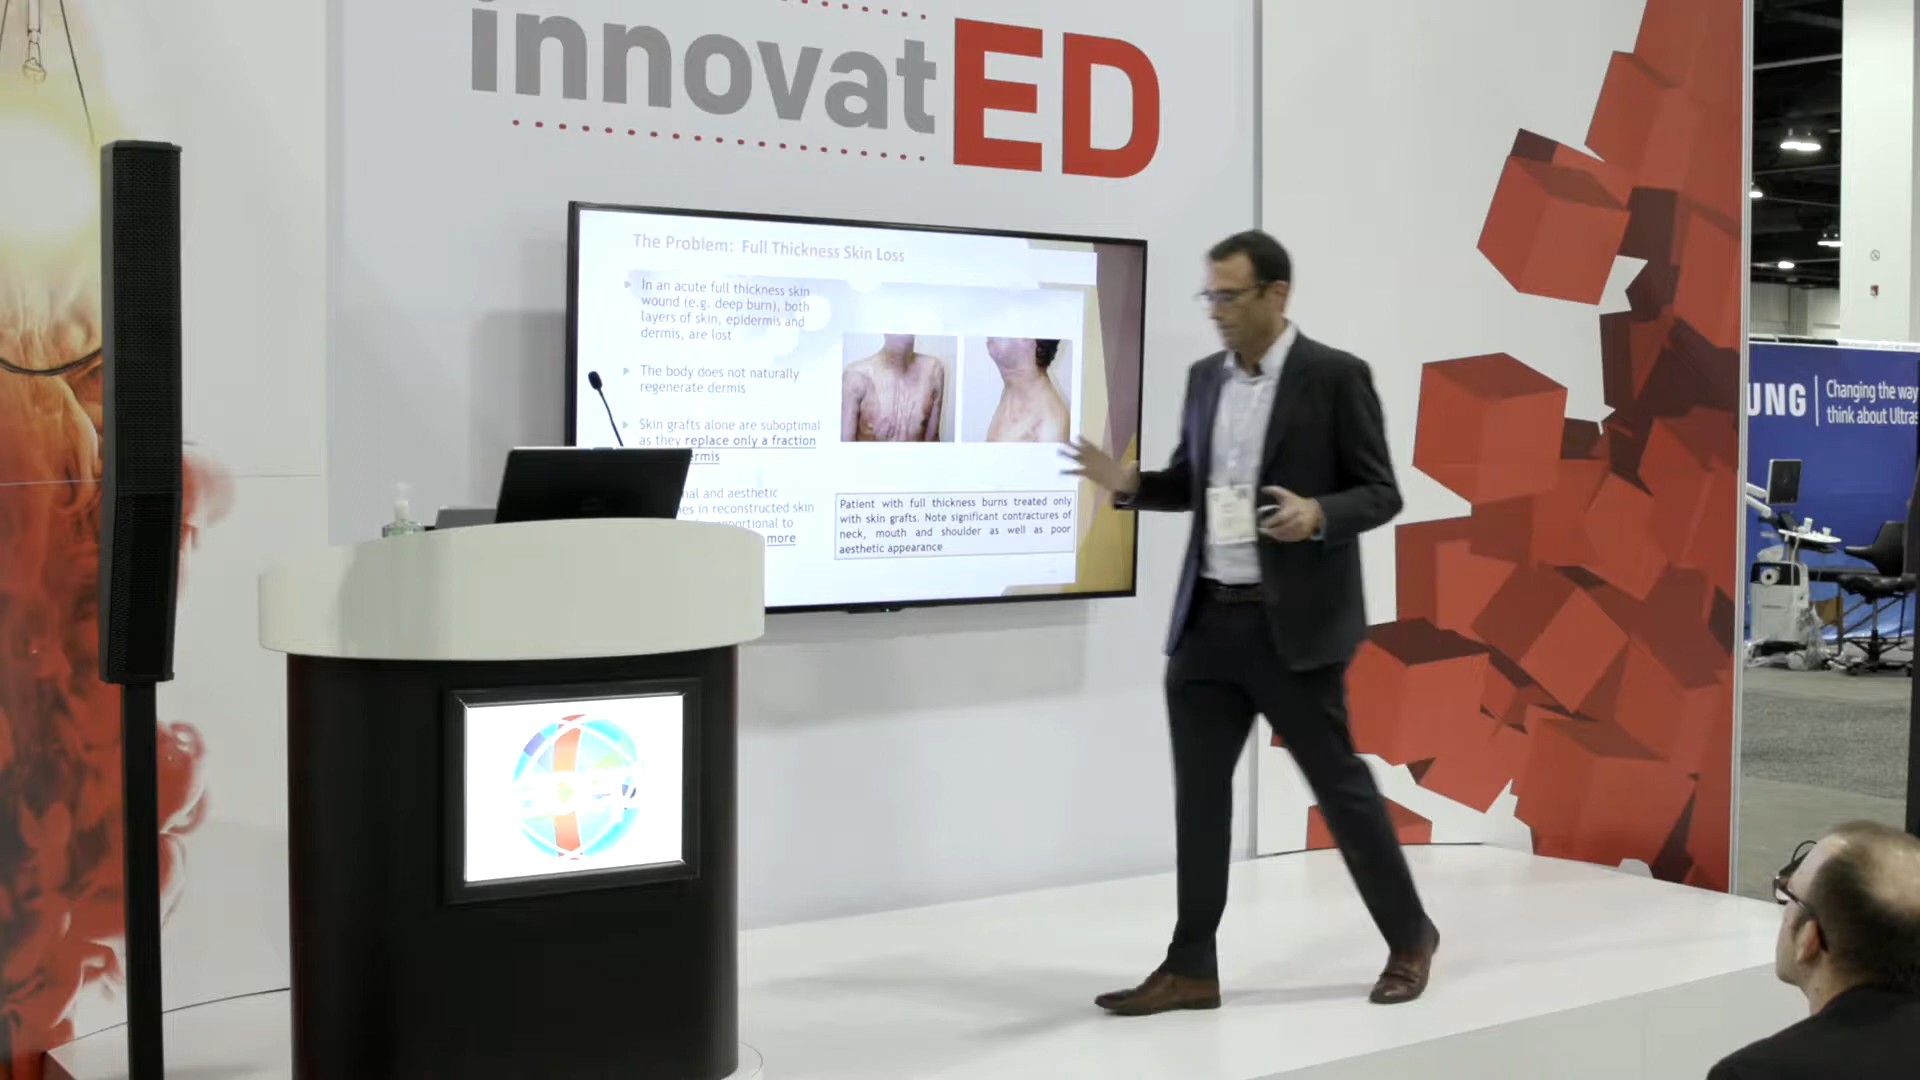 innovatED
The Problem: Full Thickness Skin Loss
In an acute full thickness skin
wound (e.g. deep burn), both
layers of skin, epidermis and
dermis, are lost
The body does not naturally
regenerate dermis
Skin grafts alone are suboptimal
as they replace only a fraction
ermis
nal and aesthetic
es in reconstructed skin
oportional to
more
Patient with full thickness burns treated only
with skin grafts. Note significant contractures of
neck, mouth and shoulder as well as poor
aesthetic appearance
UNG
Changing the way
think about Ultras